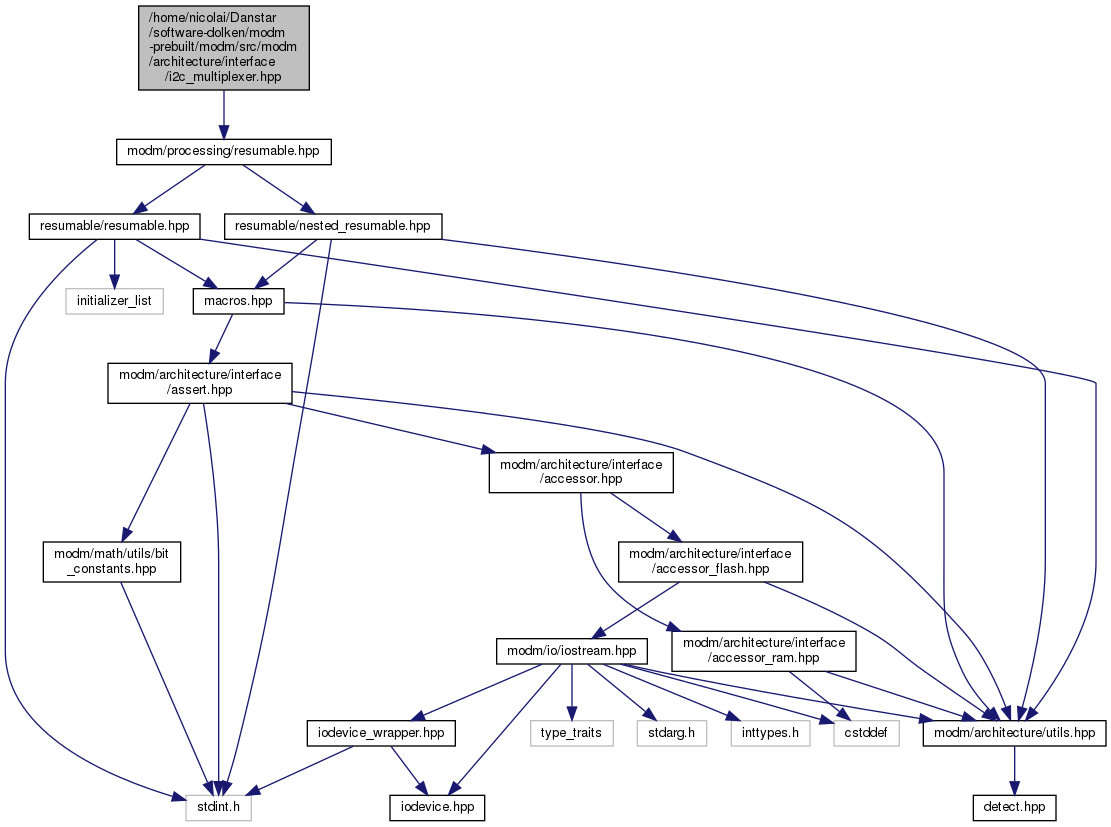 /home/nicolai/Danstar
/software-dolken/modm
-prebuilt/modm/src/modm
/architecture/interface
/i2c_multiplexer.hpp
modm/processing/resumable.hpp
resumable/resumable.hpp
resumable/nested_resumable.hpp
initializer_list
macros.hpp
modm/architecture/interface
/assert.hpp
modm/architecture/interface
/accessor.hpp
modm/math/utils/bit
_constants.hpp
modm/architecture/interface
/accessor_flash.hpp
modm/io/iostream.hpp
modm/architecture/interface
/accessor_ram.hpp
iodevice_wrapper.hpp
type_traits
stdarg.h
inttypes.h
cstddef
modm/architecture/utils.hpp
stdint.h
iodevice.hpp
detect.hpp